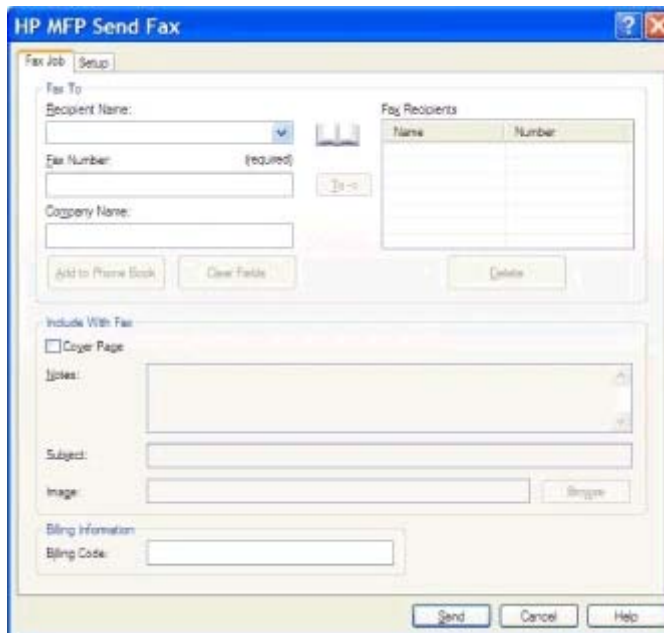 HP MFP Send Fax
Fax Job Setup
Fax To
Recipient Name:
Fax Recipients
Name Number
Fax Number: (required)
To ->
Company Name:
Add to Phone Book Clear Fields Delete
Include With Fax
Cover Page
Notes:
Subject:
Image: Browse
Billing Information
Billing Code:
Send Cancel Help